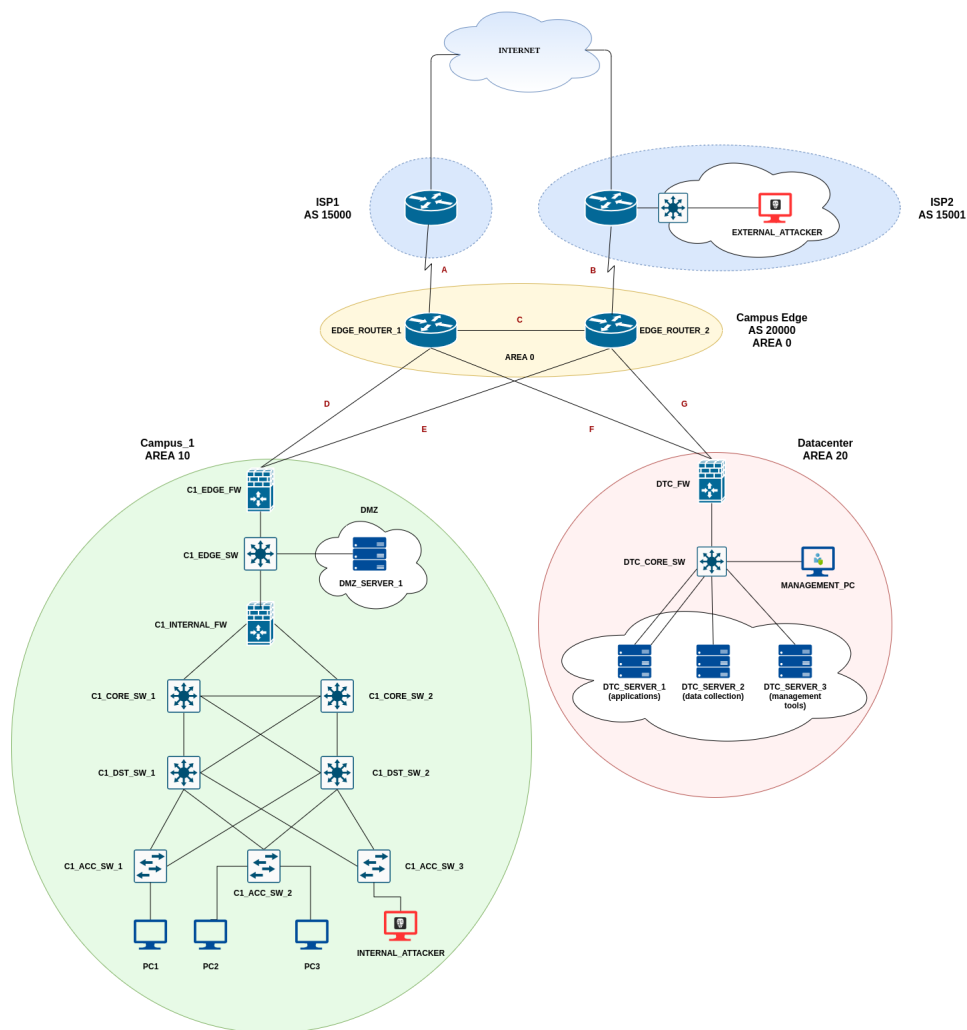 INTERNET
ISP1
AS 15000
ISP2
AS 15001
EXTERNAL_ATTACKER
A
B
EDGE_ROUTER_1
C
EDGE_ROUTER_2
Campus Edge
AS 20000
AREA 0
AREA 0
D
E
F
G
Campus_1
AREA 10
Datacenter
AREA 20
C1_EDGE_FW
DTC_FW
DMZ
C1_EDGE_SW
DMZ_SERVER_1
DTC_CORE_SW
MANAGEMENT_PC
C1_INTERNAL_FW
DTC_SERVER_1
(applications)
DTC_SERVER_2
(data collection)
DTC_SERVER_3
(management
tools)
C1_CORE_SW_1
C1_CORE_SW_2
C1_DST_SW_1
C1_DST_SW_2
C1_ACC_SW_1
C1_ACC_SW_2
C1_ACC_SW_3
PC1
PC2
PC3
INTERNAL_ATTACKER